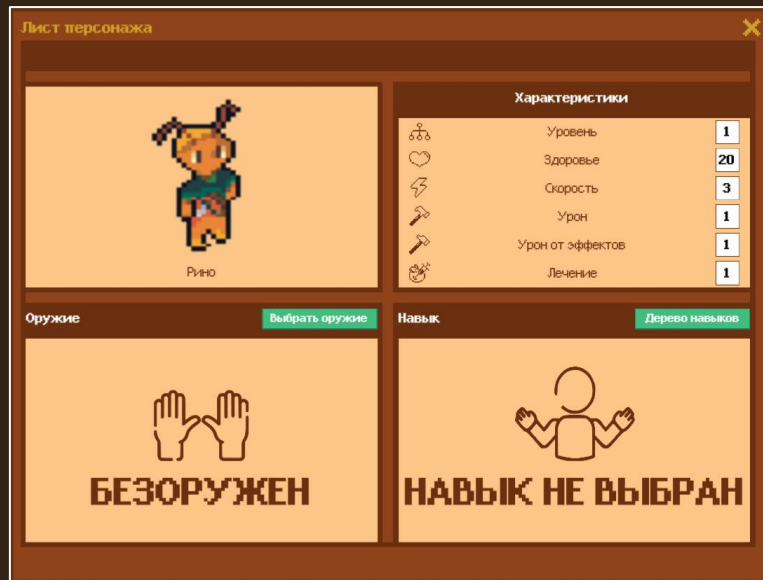 Лист персонажа
Рино
Характеристики
Уровень 1
Здоровье 20
Скорость 3
Урон 1
Урон от эффектов 1
Лечение 1
Оружие
Выбрать оружие
БЕЗОРУЖЕН
Навык
Дерево навыков
НАВЫК НЕ ВЫБРАН